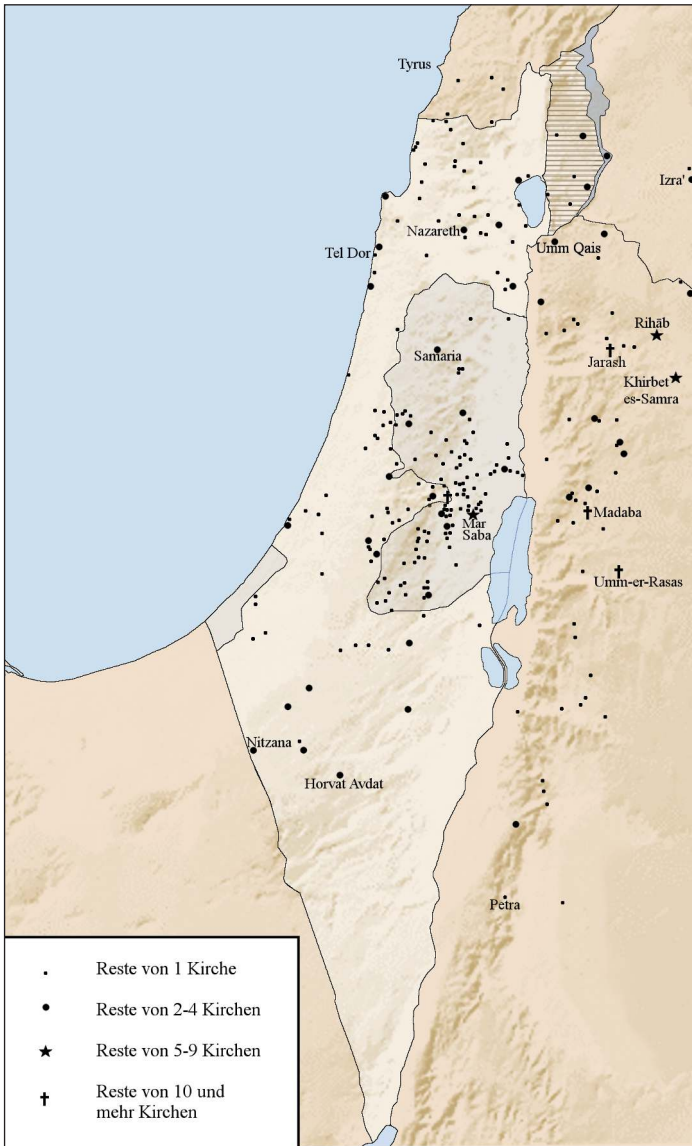 Tyrus
Izra'
Nazareth
Tel Dor
Umm Qais
Rihāb
Samaria
Jarash
Khirbet
es-Samra
Mar
Saba
Madaba
Umm-er-Rasas
Nitzana
Horvat Avdat
Petra
Reste von 1 Kirche
Reste von 2-4 Kirchen
Reste von 5-9 Kirchen
Reste von 10 und
mehr Kirchen